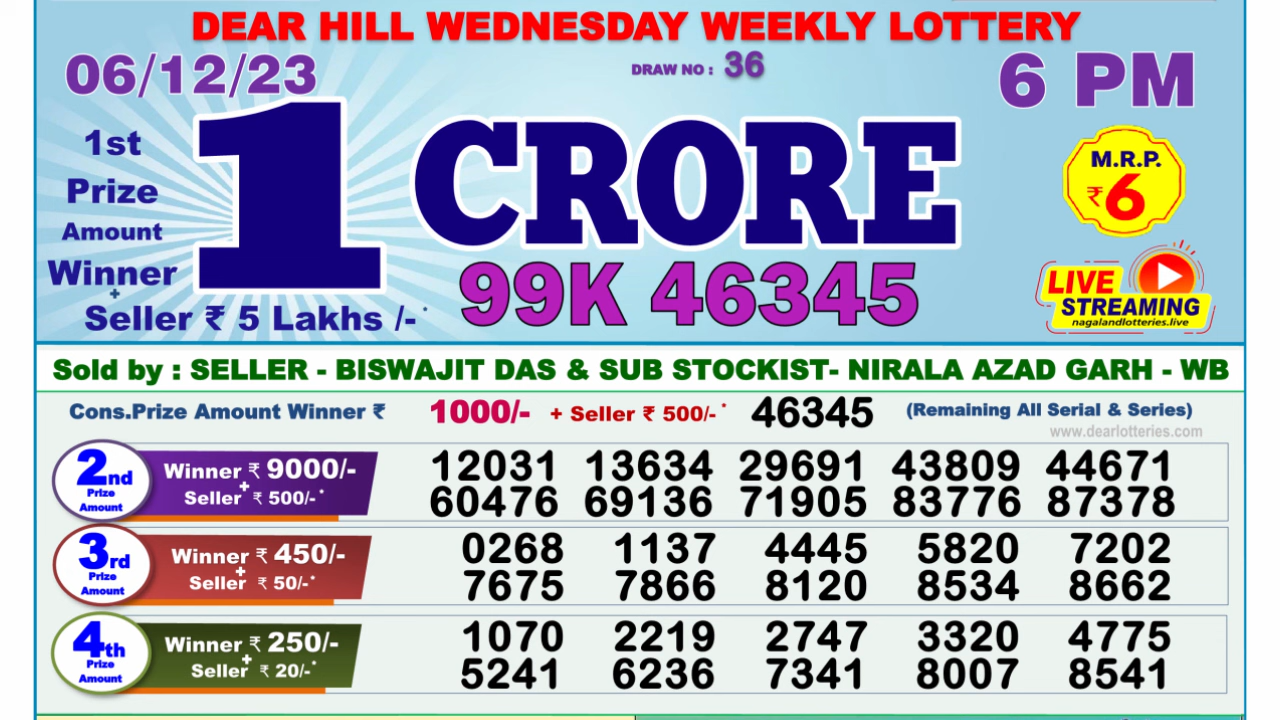 DEAR HILL WEDNESDAY WEEKLY LOTTERY
06/12/23
DRAW NO : 36
6 PM
1st
Prize
Amount
Winner
+
Seller ₹ 5 Lakhs /-*
1 CRORE
99K 46345
M.R.P.
₹6
LIVE
STREAMING
nagalandlotteries.live
Sold by : SELLER - BISWAJIT DAS & SUB STOCKIST- NIRALA AZAD GARH - WB
Cons.Prize Amount Winner ₹ 1000/- + Seller ₹ 500/-* 46345 (Remaining All Serial & Series)
www.dearlotteries.com
2nd
Prize
Amount
Winner ₹ 9000/-
+
Seller ₹ 500/-*
12031 13634 29691 43809 44671
60476 69136 71905 83776 87378
3rd
Prize
Amount
Winner ₹ 450/-
+
Seller ₹ 50/-*
0268 1137 4445 5820 7202
7675 7866 8120 8534 8662
4th
Prize
Amount
Winner ₹ 250/-
+
Seller ₹ 20/-*
1070 2219 2747 3320 4775
5241 6236 7341 8007 8541